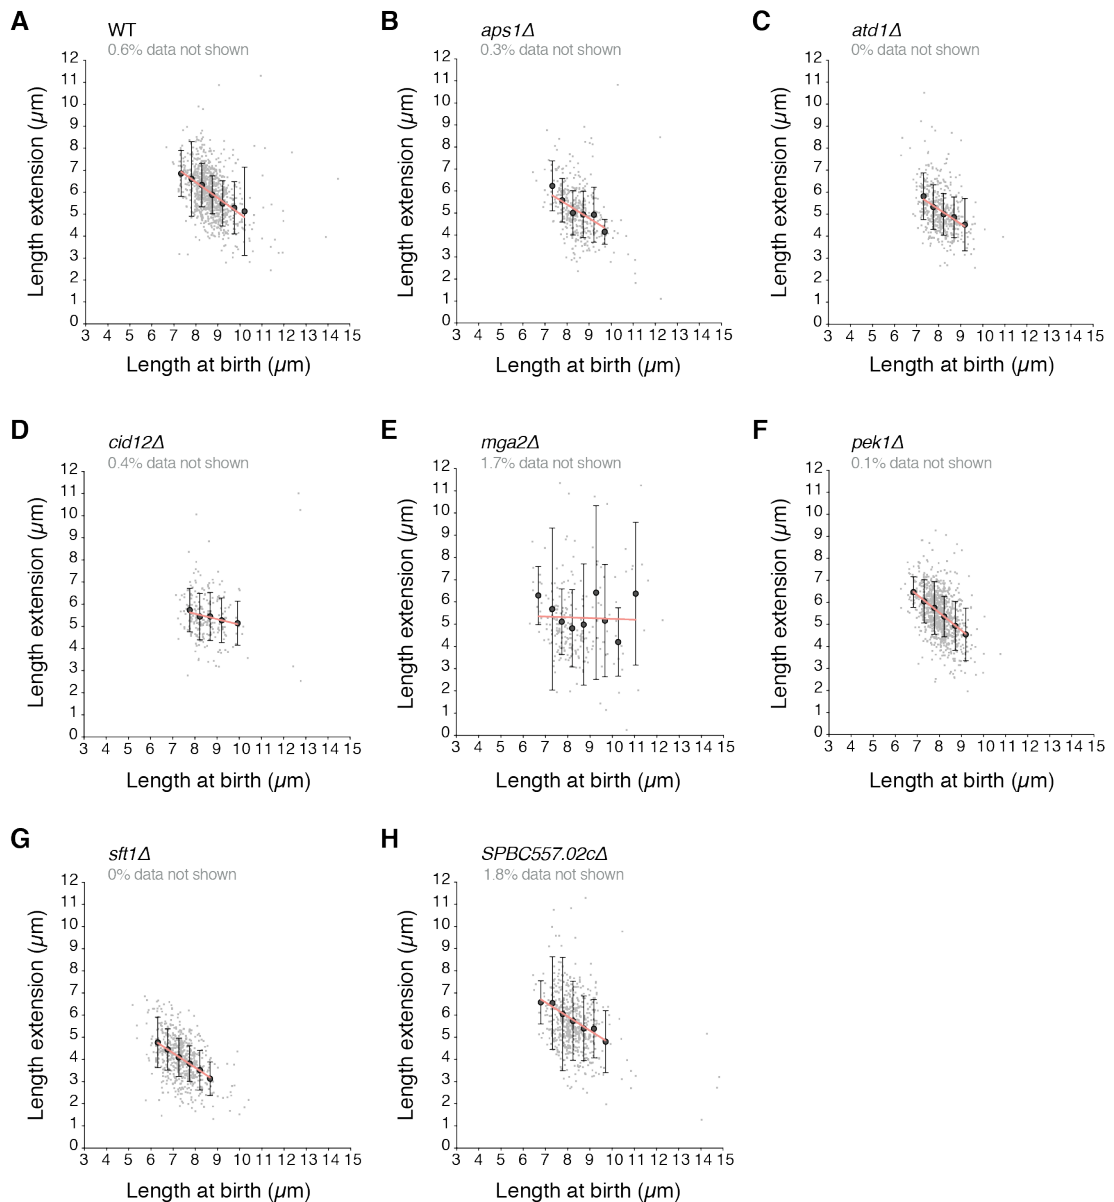 A
WT
0.6% data not shown
12
11
10
9
8
7
6
5
4
3
2
1
0
Length extension (µm)
3 4 5 6 7 8 9 10 11 12 13 14 15
Length at birth (µm)
B
aps1Δ
0.3% data not shown
12
11
10
9
8
7
6
5
4
3
2
1
0
Length extension (µm)
3 4 5 6 7 8 9 10 11 12 13 14 15
Length at birth (µm)
C
atd1Δ
0% data not shown
12
11
10
9
8
7
6
5
4
3
2
1
0
Length extension (µm)
3 4 5 6 7 8 9 10 11 12 13 14 15
Length at birth (µm)
D
cid12Δ
0.4% data not shown
12
11
10
9
8
7
6
5
4
3
2
1
0
Length extension (µm)
3 4 5 6 7 8 9 10 11 12 13 14 15
Length at birth (µm)
E
mga2Δ
1.7% data not shown
12
11
10
9
8
7
6
5
4
3
2
1
0
Length extension (µm)
3 4 5 6 7 8 9 10 11 12 13 14 15
Length at birth (µm)
F
pek1Δ
0.1% data not shown
12
11
10
9
8
7
6
5
4
3
2
1
0
Length extension (µm)
3 4 5 6 7 8 9 10 11 12 13 14 15
Length at birth (µm)
G
sft1Δ
0% data not shown
12
11
10
9
8
7
6
5
4
3
2
1
0
Length extension (µm)
3 4 5 6 7 8 9 10 11 12 13 14 15
Length at birth (µm)
H
SPBC557.02cΔ
1.8% data not shown
12
11
10
9
8
7
6
5
4
3
2
1
0
Length extension (µm)
3 4 5 6 7 8 9 10 11 12 13 14 15
Length at birth (µm)